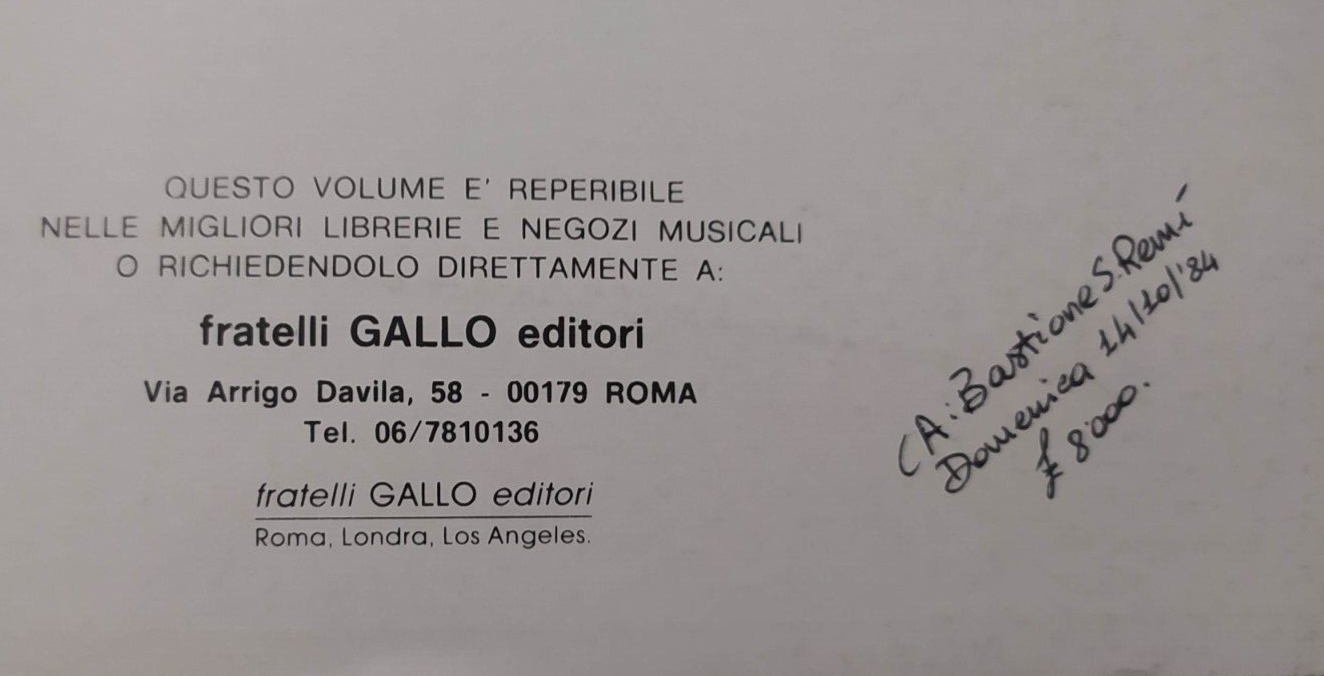 QUESTO VOLUME E' REPERIBILE
NELLE MIGLIORI LIBRERIE E NEGOZI MUSICALI
O RICHIEDENDOLO DIRETTAMENTE A:
fratelli GALLO editori
Via Arrigo Davila, 58 - 00179 ROMA
Tel. 06/7810136
fratelli GALLO editori
Roma, Londra, Los Angeles.
CA: Bastione S. Remí
Domenica 14/10/'84
£ 8'000.